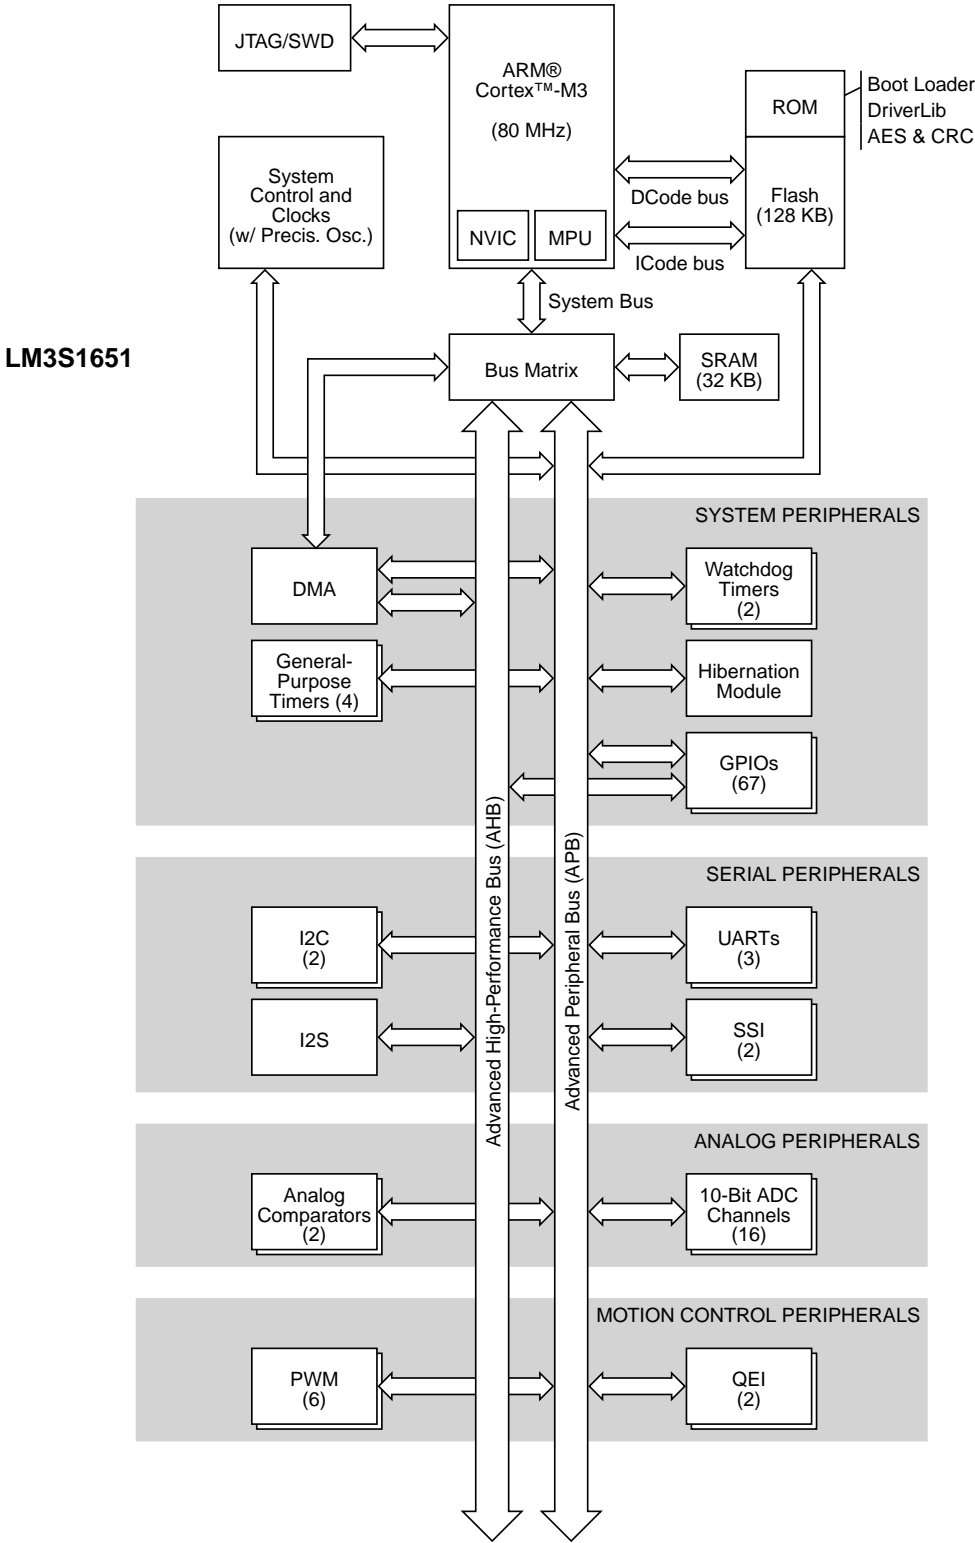 JTAG/SWD
ARM®
Cortex™-M3
(80 MHz)
NVIC
MPU
ROM
Boot Loader
DriverLib
AES & CRC
System
Control and
Clocks
(w/ Precis. Osc.)
DCode bus
ICode bus
Flash
(128 KB)
System Bus
LM3S1651
Bus Matrix
SRAM
(32 KB)
SYSTEM PERIPHERALS
DMA
Watchdog
Timers
(2)
General-
Purpose
Timers (4)
Hibernation
Module
GPIOs
(67)
Advanced High-Performance Bus (AHB)
Advanced Peripheral Bus (APB)
SERIAL PERIPHERALS
I2C
(2)
UARTs
(3)
I2S
SSI
(2)
ANALOG PERIPHERALS
Analog
Comparators
(2)
10-Bit ADC
Channels
(16)
MOTION CONTROL PERIPHERALS
PWM
(6)
QEI
(2)